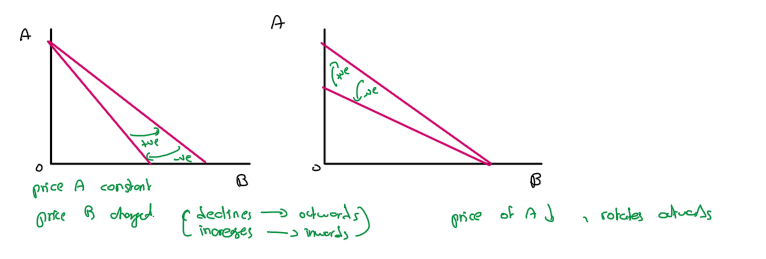 A
A
+ve
-ve
+ve
-ve
O
B
O
B
price A constant
price B changed. (declines → outwards)
(increases → inwards)
price of A ↓ , rotates outwards